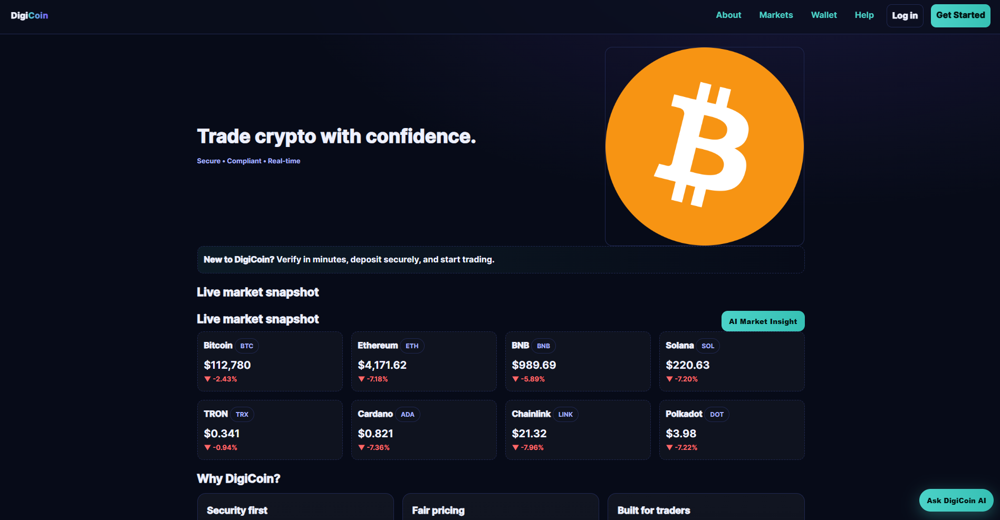 DigiCoin
About
Markets
Wallet
Help
Log in
Get Started
Trade crypto with confidence.
Secure • Compliant • Real-time
New to DigiCoin? Verify in minutes, deposit securely, and start trading.
Live market snapshot
Live market snapshot
AI Market Insight
Bitcoin BTC
$112,780
▼ -2.43%
Ethereum ETH
$4,171.62
▼ -7.18%
BNB BNB
$989.69
▼ -5.89%
Solana SOL
$220.63
▼ -7.20%
TRON TRX
$0.341
▼ -0.94%
Cardano ADA
$0.821
▼ -7.36%
Chainlink LINK
$21.32
▼ -7.96%
Polkadot DOT
$3.98
▼ -7.22%
Why DigiCoin?
Security first
Fair pricing
Built for traders
Ask DigiCoin AI